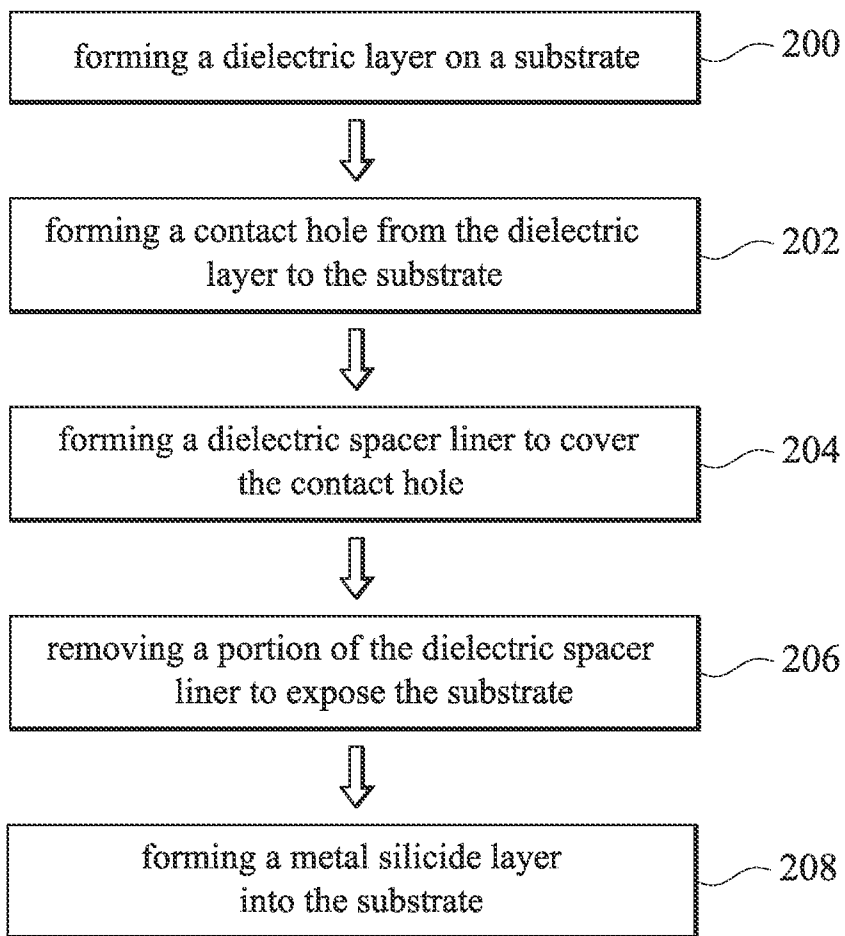 forming a dielectric layer on a substrate
200
forming a contact hole from the dielectric
layer to the substrate
202
forming a dielectric spacer liner to cover
the contact hole
204
removing a portion of the dielectric spacer
liner to expose the substrate
206
forming a metal silicide layer
into the substrate
208